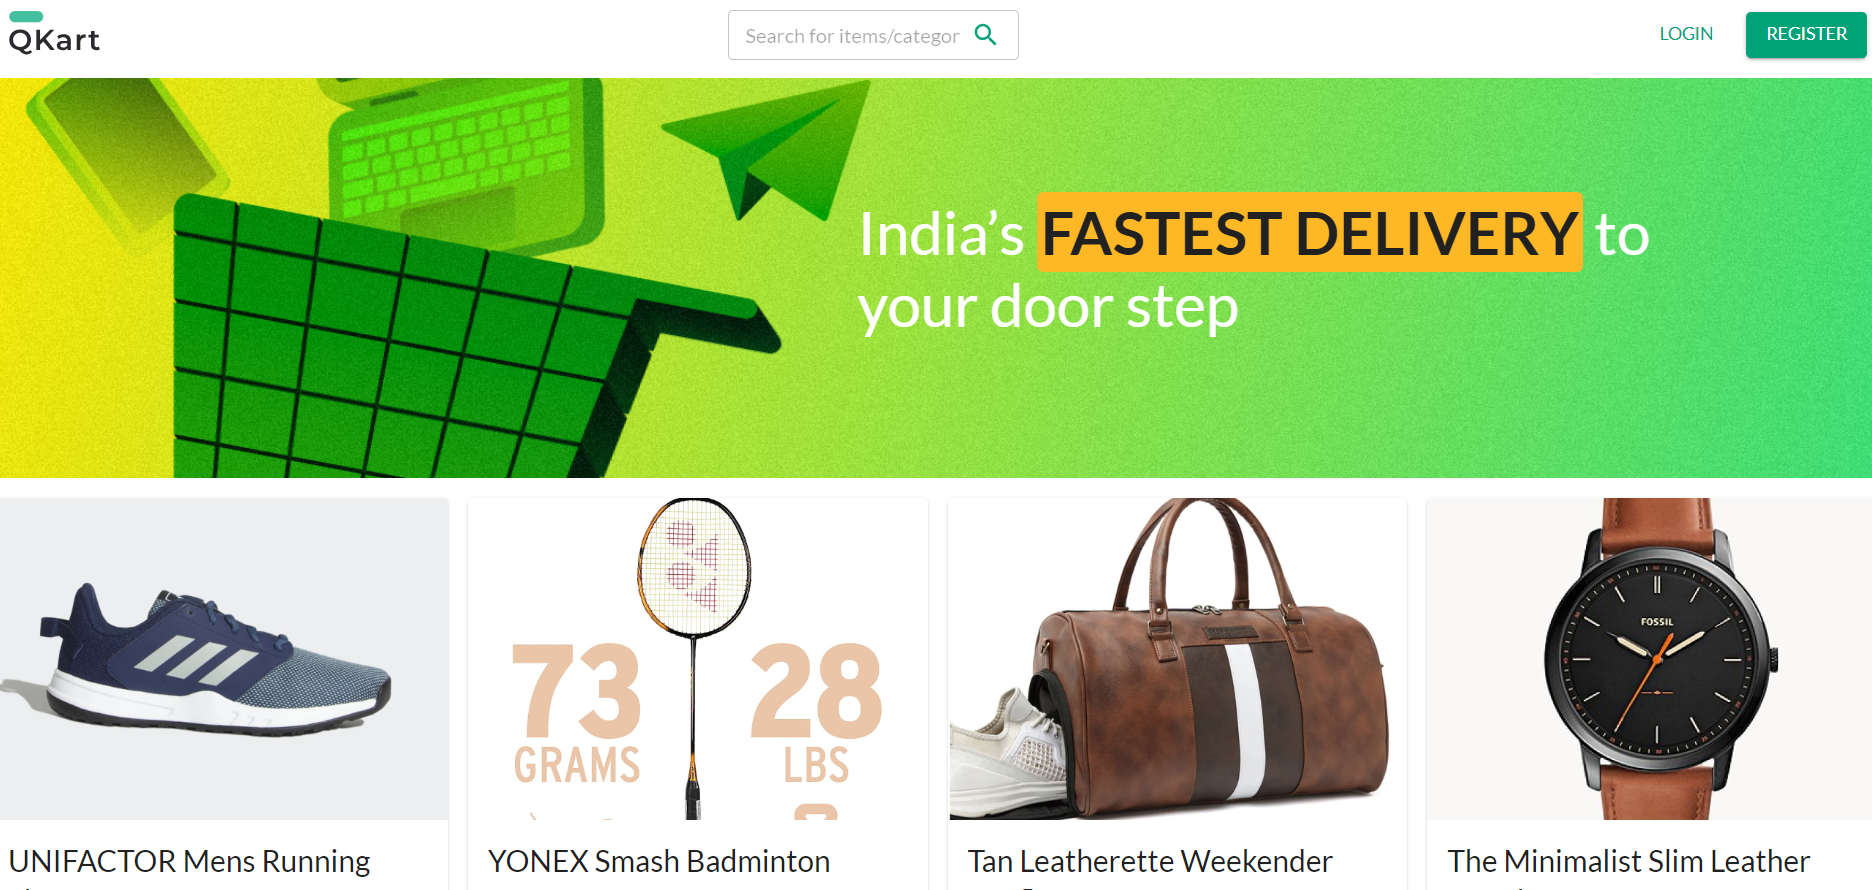 QKart
Search for items/categor
LOGIN
REGISTER
India’s FASTEST DELIVERY to
your door step
73
GRAMS
28
LBS
FOSSIL
UNIFACTOR Mens Running
YONEX Smash Badminton
Tan Leatherette Weekender
The Minimalist Slim Leather